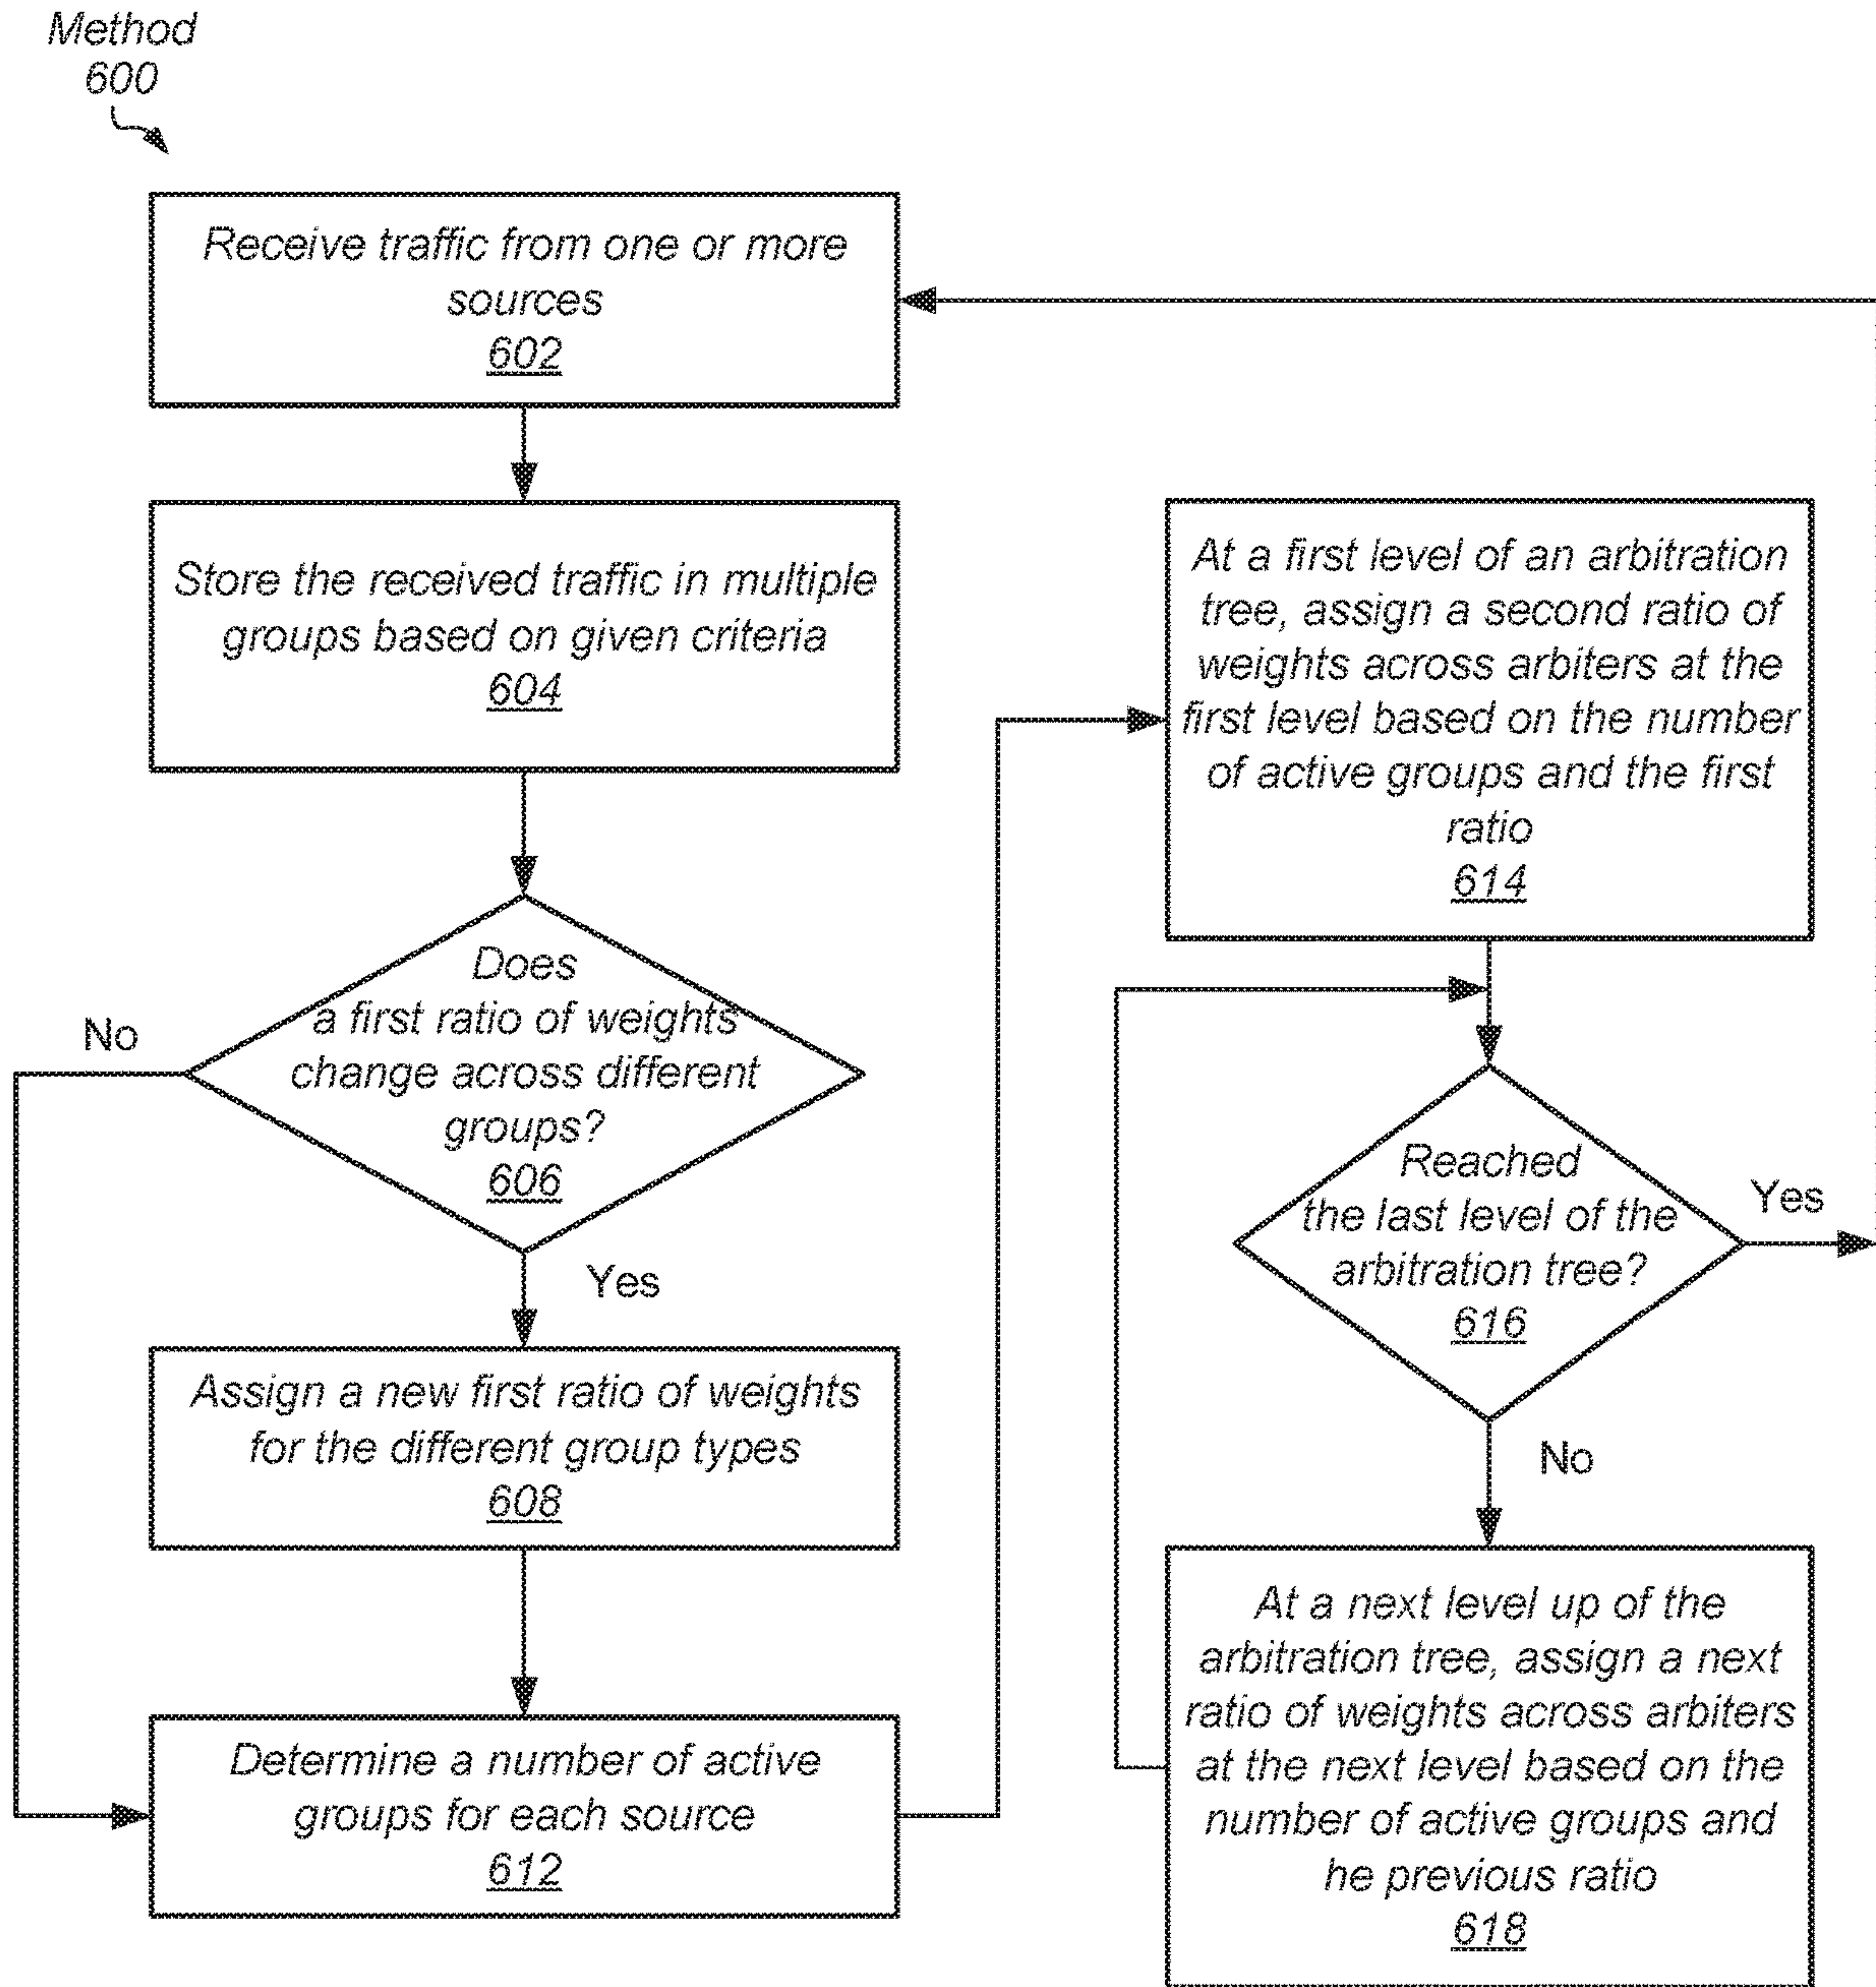 Method
600
Receive traffic from one or more
sources
602
Store the received traffic in multiple
groups based on given criteria
604
Does
a first ratio of weights
change across different
groups?
606
No
Yes
Assign a new first ratio of weights
for the different group types
608
Determine a number of active
groups for each source
612
At a first level of an arbitration
tree, assign a second ratio of
weights across arbiters at the
first level based on the number
of active groups and the first
ratio
614
Reached
the last level of the
arbitration tree?
616
Yes
No
At a next level up of the
arbitration tree, assign a next
ratio of weights across arbiters
at the next level based on the
number of active groups and
he previous ratio
618